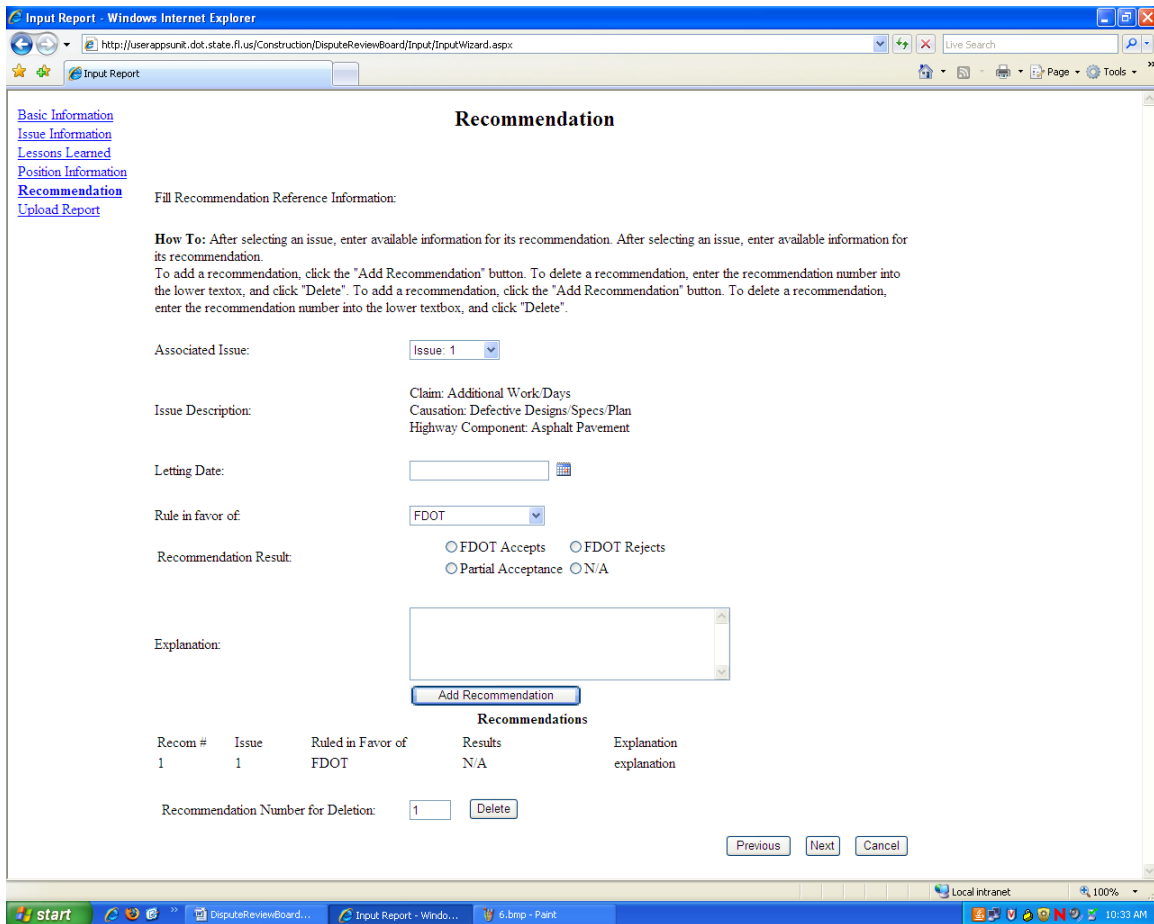 Input Report - Windows Internet Explorer
http://userappsunit.dot.state.fl.us/Construction/DisputeReviewBoard/Input/InputWizard.aspx
Live Search
Input Report
Page
Tools
Basic Information
Issue Information
Lessons Learned
Position Information
Recommendation
Upload Report
Recommendation
Fill Recommendation Reference Information:
How To: After selecting an issue, enter available information for its recommendation. After selecting an issue, enter available information for
its recommendation.
To add a recommendation, click the "Add Recommendation" button. To delete a recommendation, enter the recommendation number into
the lower textox, and click "Delete". To add a recommendation, click the "Add Recommendation" button. To delete a recommendation,
enter the recommendation number into the lower textbox, and click "Delete".
Associated Issue: Issue: 1
Issue Description:
Claim: Additional Work/Days
Causation: Defective Designs/Specs/Plan
Highway Component: Asphalt Pavement
Letting Date:
Rule in favor of: FDOT
Recommendation Result:
FDOT Accepts FDOT Rejects
Partial Acceptance N/A
Explanation:
Add Recommendation
Recommendations
Recom # Issue Ruled in Favor of Results Explanation
1 1 FDOT N/A explanation
Recommendation Number for Deletion: 1 Delete
Previous Next Cancel
Local intranet 100%
start DisputeReviewBoard... Input Report - Windo... 6.bmp - Paint 10:33 AM